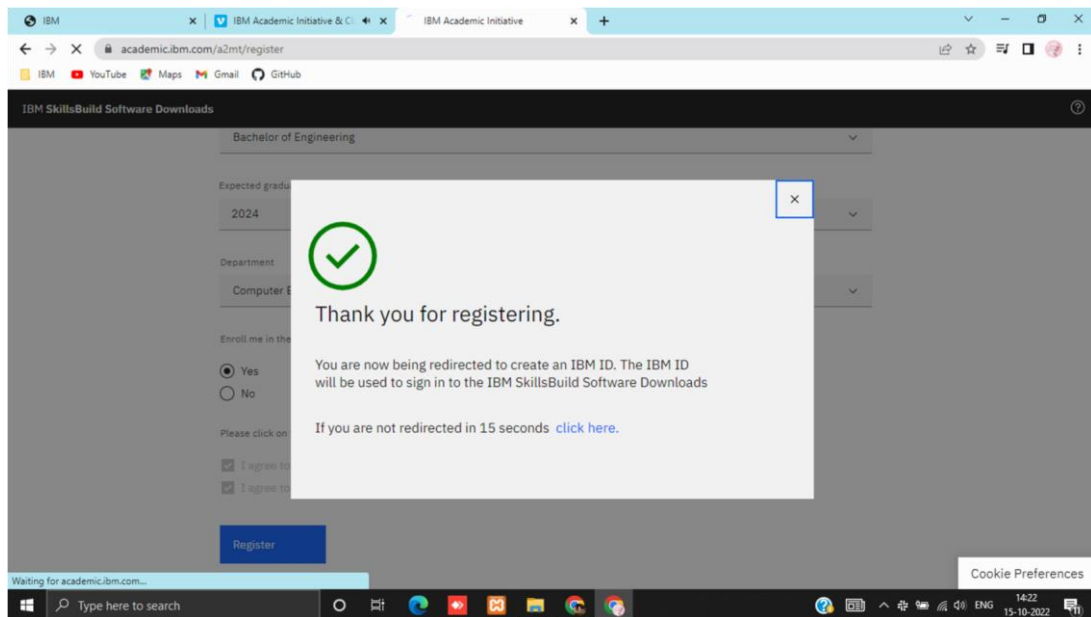 IBM
IBM Academic Initiative & Cl
IBM Academic Initiative
academic.ibm.com/a2mt/register
IBM YouTube Maps Gmail GitHub
IBM SkillsBuild Software Downloads
Bachelor of Engineering
Expected gradu
2024
Department
Computer E
Enroll me in the
Yes
No
Please click on
I agree to
I agree to
Register
Thank you for registering.
You are now being redirected to create an IBM ID. The IBM ID
will be used to sign in to the IBM SkillsBuild Software Downloads
If you are not redirected in 15 seconds click here.
Cookie Preferences
Waiting for academic.ibm.com...
Type here to search
ENG
14:22
15-10-2022